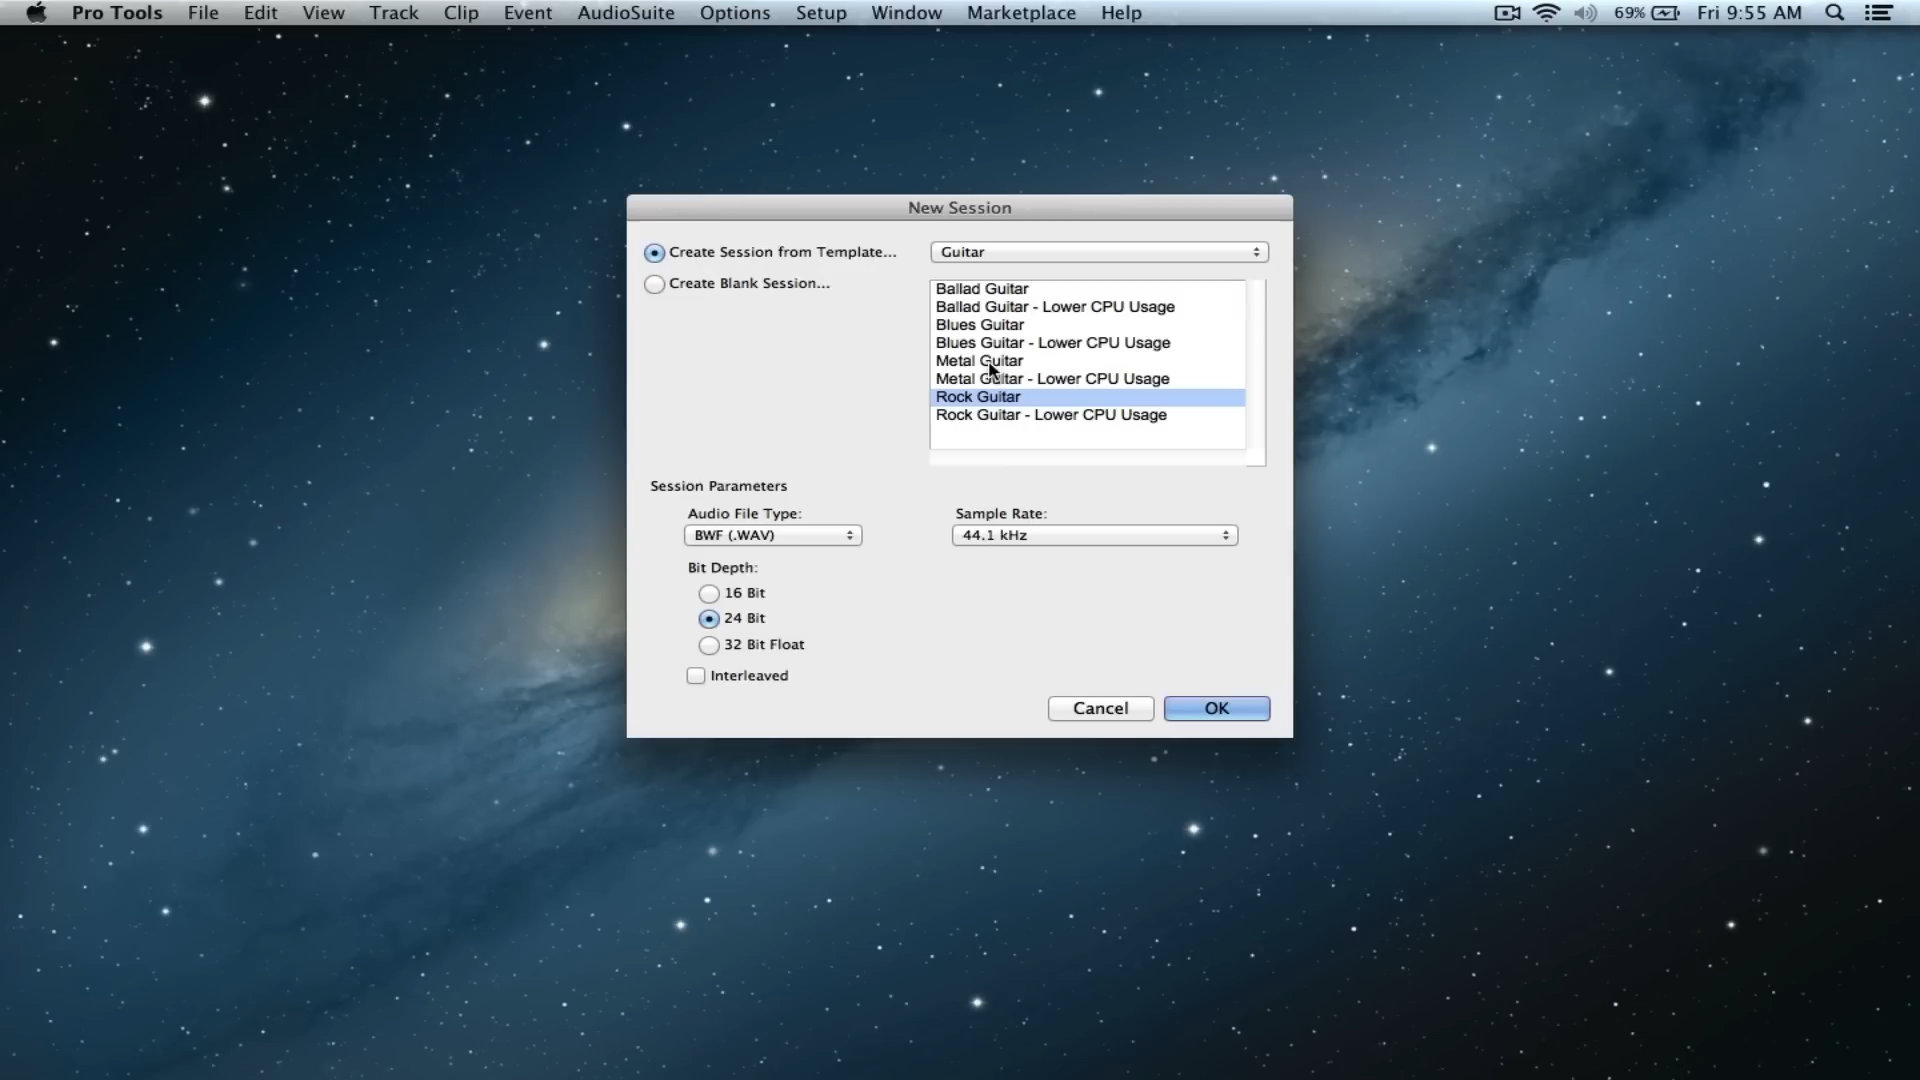 Pro Tools File Edit View Track Clip Event AudioSuite Options Setup Window Marketplace Help 69% Fri 9:55 AM
New Session
Create Session from Template... Guitar
Create Blank Session...
Ballad Guitar
Ballad Guitar - Lower CPU Usage
Blues Guitar
Blues Guitar - Lower CPU Usage
Metal Guitar
Metal Guitar - Lower CPU Usage
Rock Guitar
Rock Guitar - Lower CPU Usage
Session Parameters
Audio File Type: Sample Rate:
BWF (.WAV) 44.1 kHz
Bit Depth:
16 Bit
24 Bit
32 Bit Float
Interleaved
Cancel OK